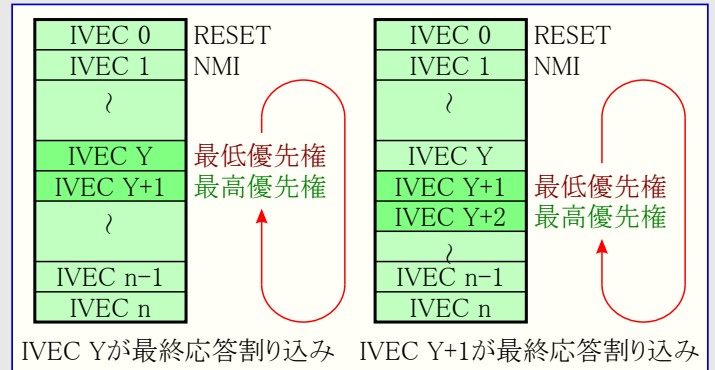 IVEC 0 RESET
IVEC 1 NMI
~
IVEC Y 最低優先権
IVEC Y+1 最高優先権
~
IVEC n-1
IVEC n
IVEC Yが最終応答割り込み
IVEC 0 RESET
IVEC 1 NMI
~
IVEC Y
IVEC Y+1 最低優先権
IVEC Y+2 最高優先権
~
IVEC n-1
IVEC n
IVEC Y+1が最終応答割り込み